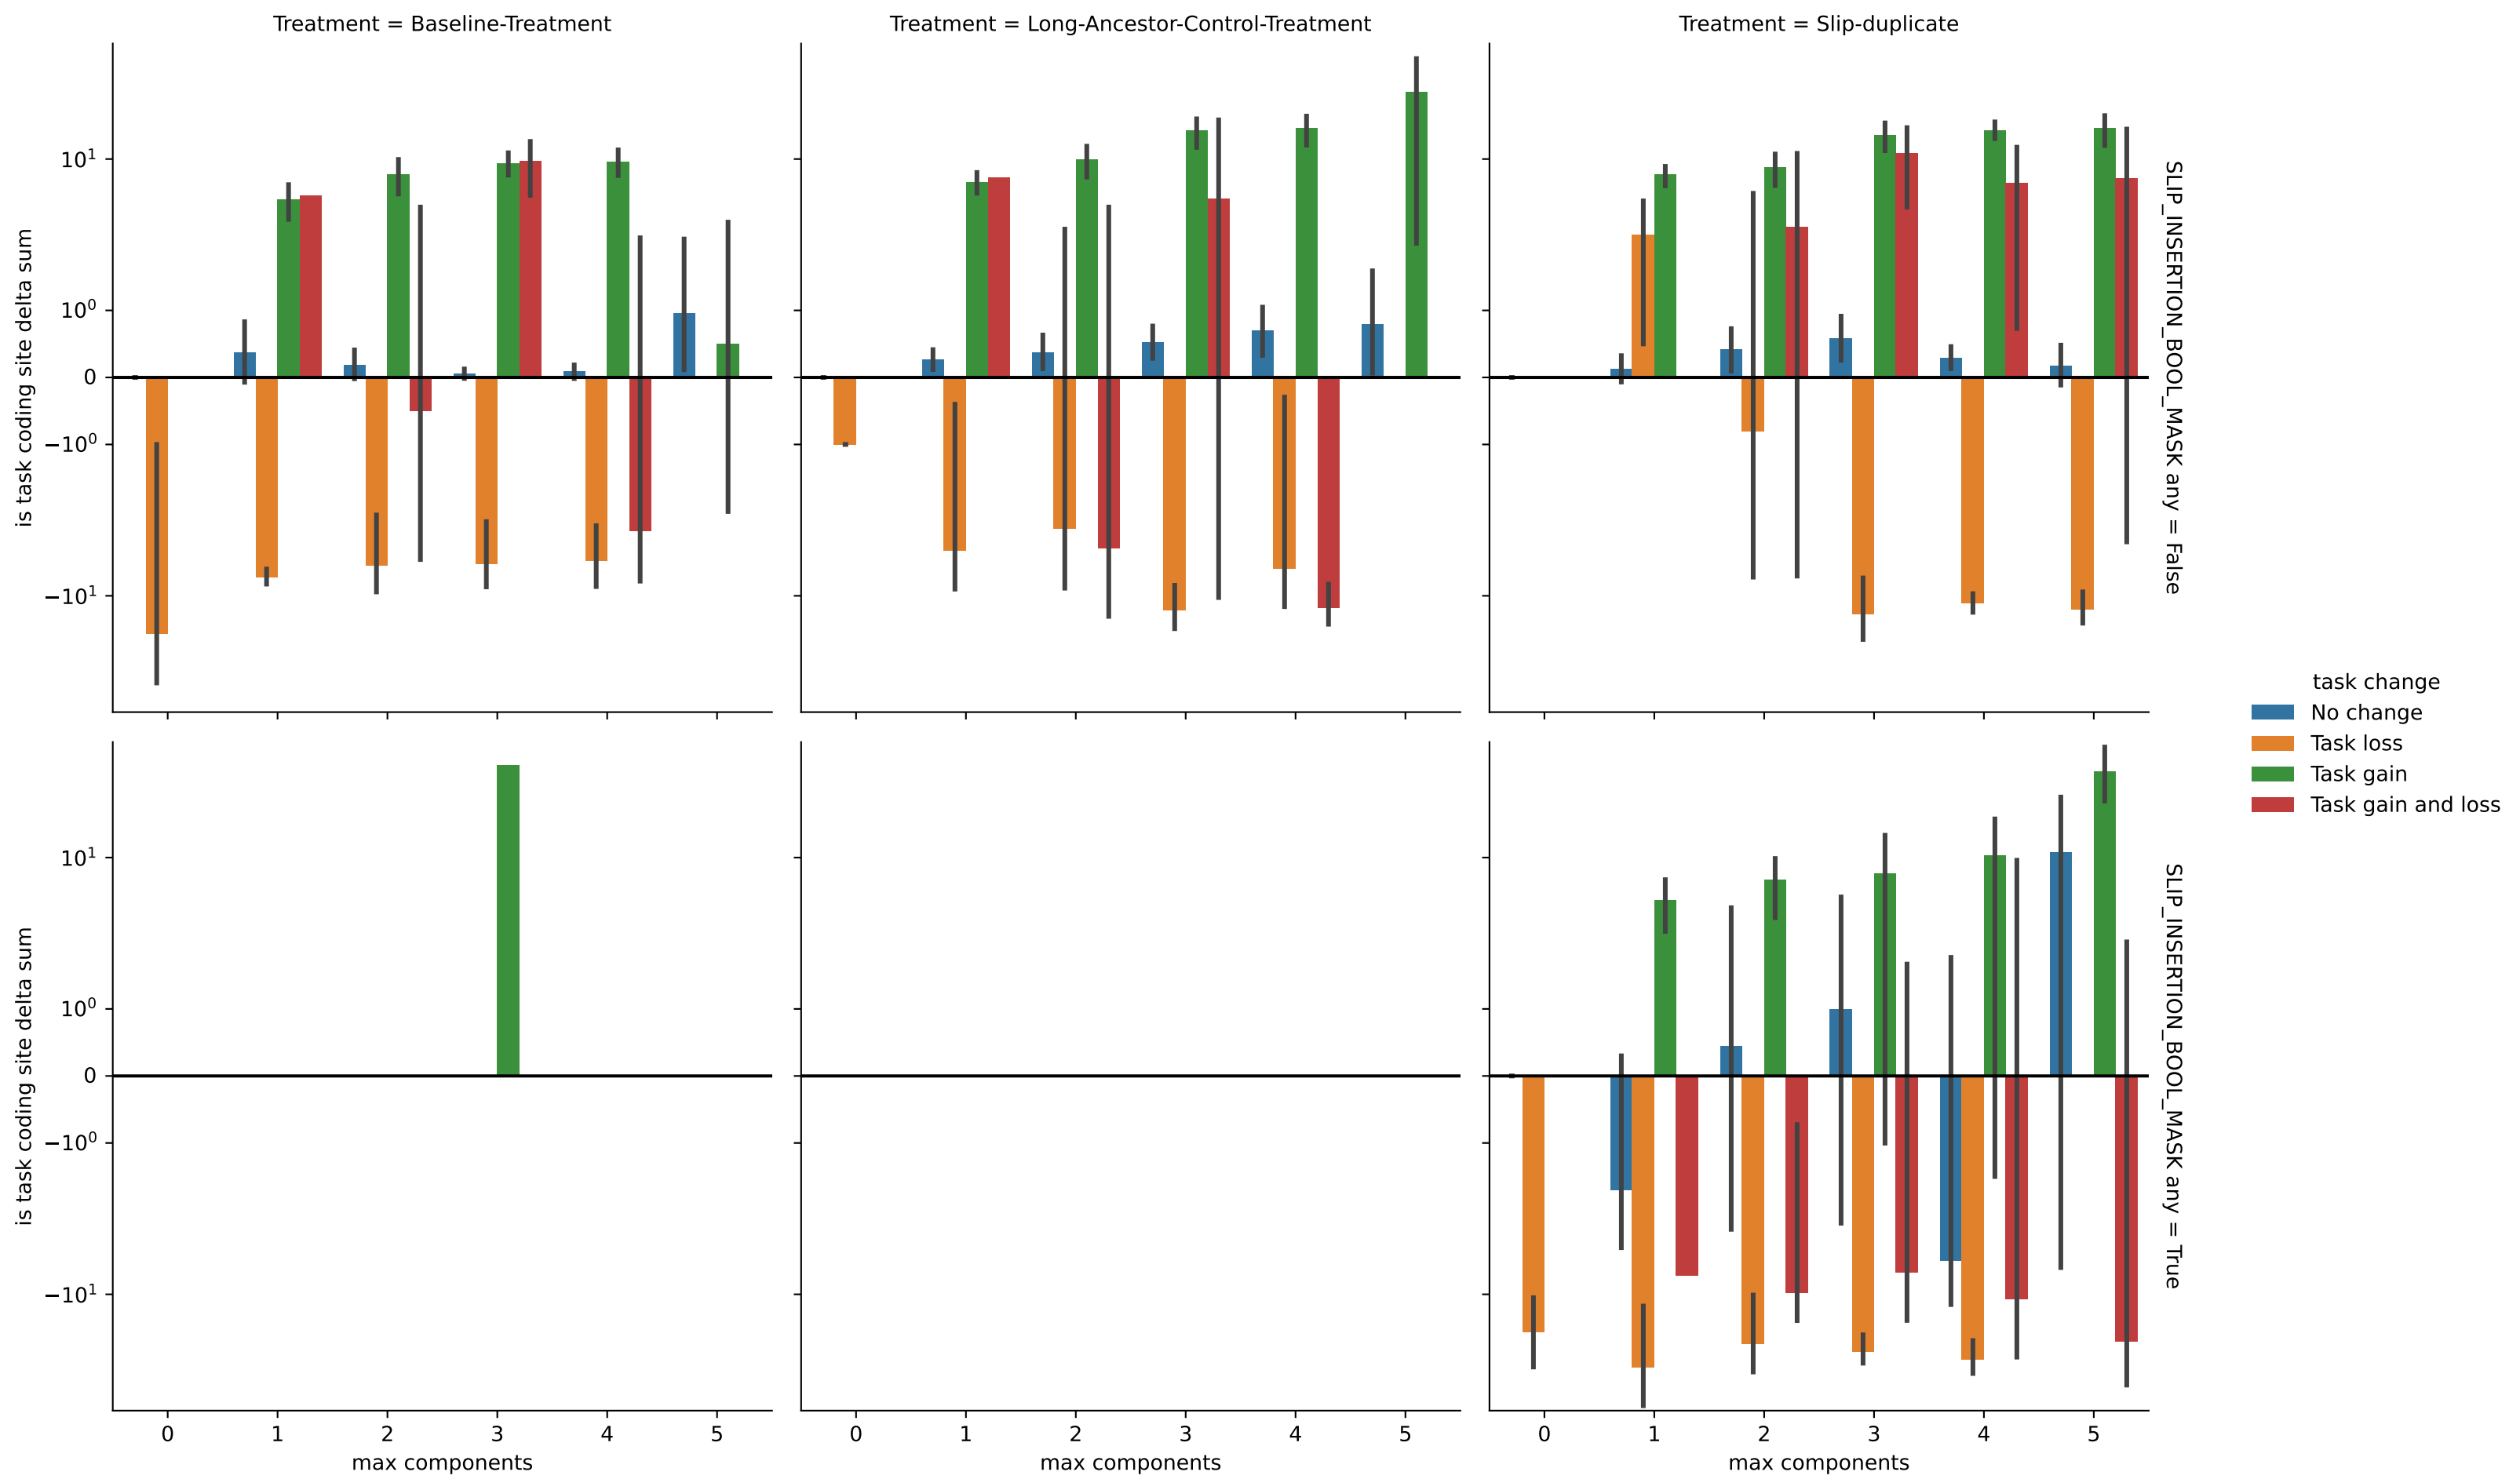 Treatment = Baseline-Treatment
Treatment = Long-Ancestor-Control-Treatment
Treatment = Slip-duplicate
is task coding site delta sum
10^1
10^0
0
−10^0
−10^1
SLIP_INSERTION_BOOL_MASK any = False
task change
No change
Task loss
Task gain
Task gain and loss
is task coding site delta sum
10^1
10^0
0
−10^0
−10^1
SLIP_INSERTION_BOOL_MASK any = True
0 1 2 3 4 5
0 1 2 3 4 5
0 1 2 3 4 5
max components
max components
max components